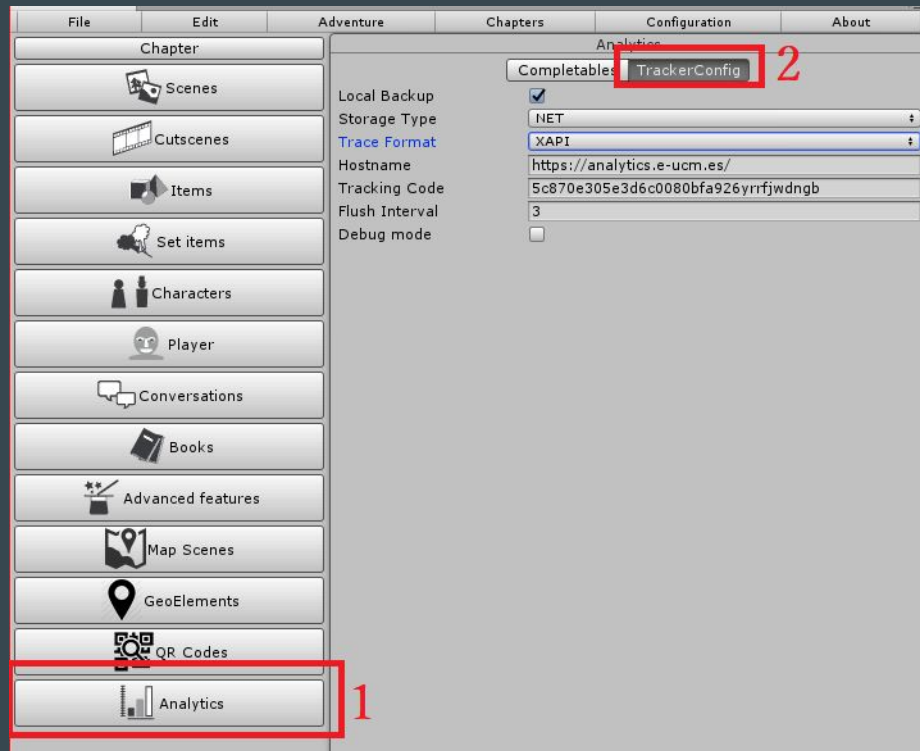 File Edit Adventure Chapters Configuration About
Chapter
Analytics
Scenes
Cutscenes
Items
Set items
Characters
Player
Conversations
Books
Advanced features
Map Scenes
GeoElements
QR Codes
Analytics
1
Completables TrackerConfig
2
Local Backup
Storage Type NET
Trace Format XAPI
Hostname https://analytics.e-ucm.es/
Tracking Code 5c870e305e3d6c0080bfa926yrrfjwdngb
Flush Interval 3
Debug mode